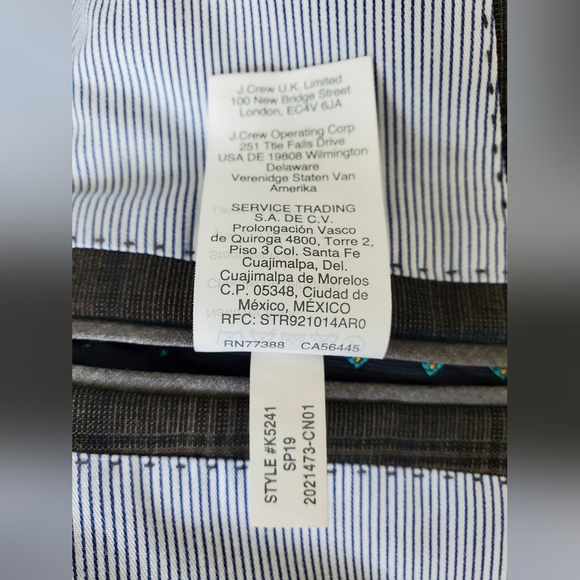 J.Crew U.K. Limited
100 New Bridge Street
London, EC4V 6JA
J.Crew Operating Corp
251 Ttle Falls Drive
USA DE 19808 Wilmington
Delaware
Verenidge Staten Van
Amerika
SERVICE TRADING
S.A. DE C.V.
Prolongación Vasco
de Quiroga 4800, Torre 2,
Piso 3 Col. Santa Fe
Cuajimalpa, Del.
Cuajimalpa de Morelos
C.P. 05348, Ciudad de
México, MÉXICO
RFC: STR921014AR0
RN77388 CA56445
STYLE #K5241
SP19
2021473-CN01